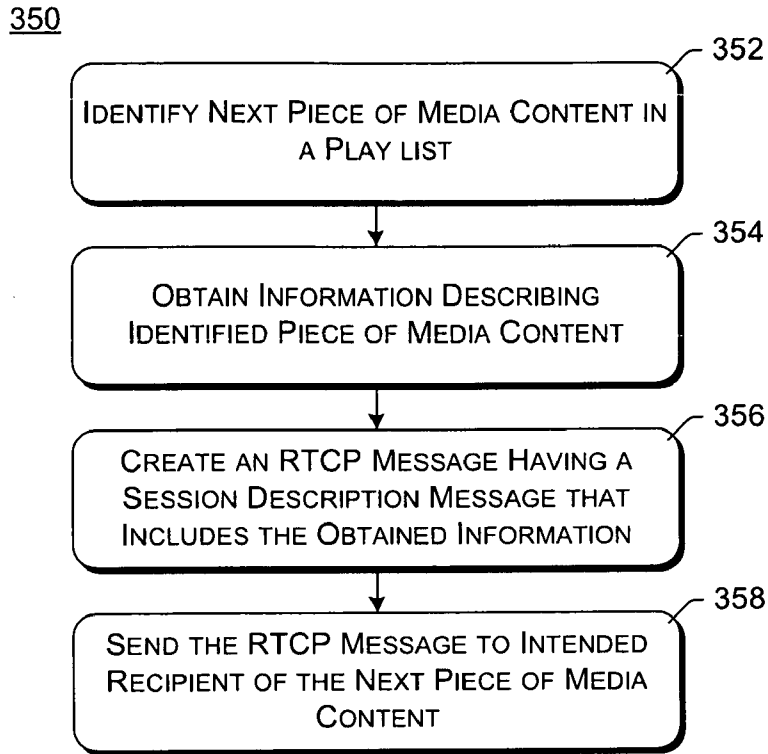 350
352
IDENTIFY NEXT PIECE OF MEDIA CONTENT IN
A PLAY LIST
354
OBTAIN INFORMATION DESCRIBING
IDENTIFIED PIECE OF MEDIA CONTENT
356
CREATE AN RTCP MESSAGE HAVING A
SESSION DESCRIPTION MESSAGE THAT
INCLUDES THE OBTAINED INFORMATION
358
SEND THE RTCP MESSAGE TO INTENDED
RECIPIENT OF THE NEXT PIECE OF MEDIA
CONTENT